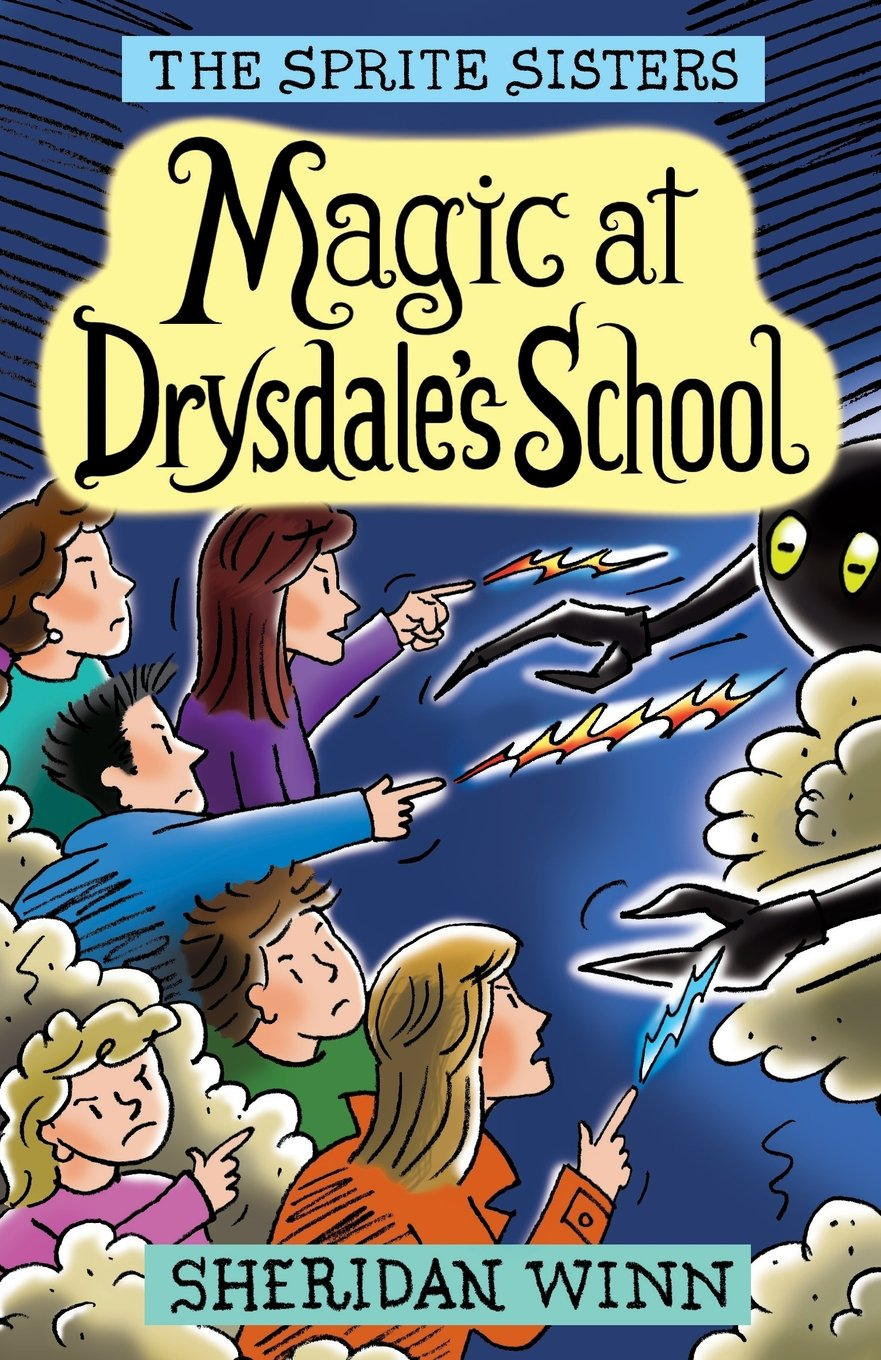 THE SPRITE SISTERS
Magic at
Drysdale's School
SHERIDAN WINN